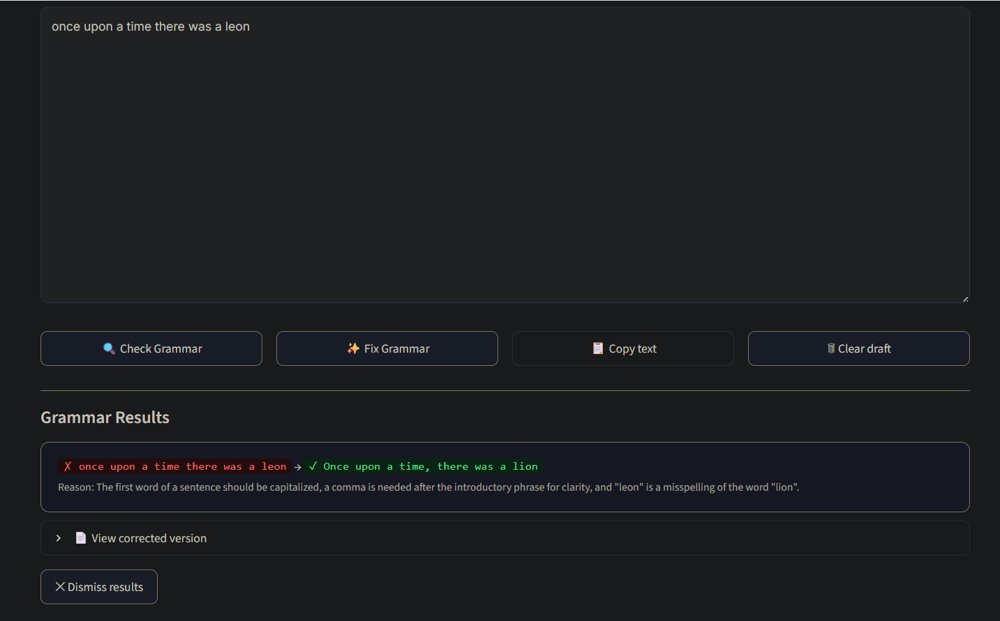 once upon a time there was a leon
🔍 Check Grammar
✨ Fix Grammar
📋 Copy text
🗑 Clear draft
Grammar Results
✗ once upon a time there was a leon → ✓ Once upon a time, there was a lion
Reason: The first word of a sentence should be capitalized, a comma is needed after the introductory phrase for clarity, and "leon" is a misspelling of the word "lion".
📄 View corrected version
✕ Dismiss results